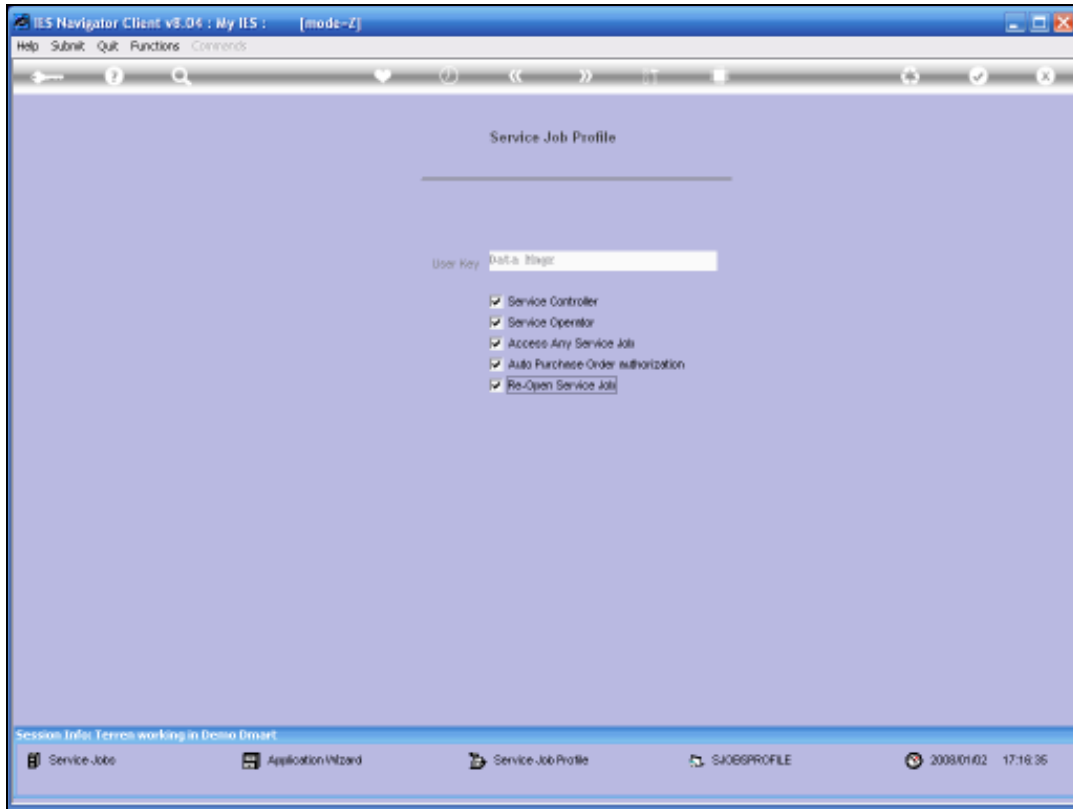 IES Navigator Client v8.04 : My IES : [mode=Z]
Help Submit Quit Functions Commands
Service Job Profile
User Key Data Magr
Service Controller
Service Operator
Access Any Service Job
Auto Purchase Order authorization
Re-Open Service Job
Session Info: Terren working in Demo Dmart
Service Jobs Application Wizard Service Job Profile SJOBSPROFILE 2008/01/02 17:16:35